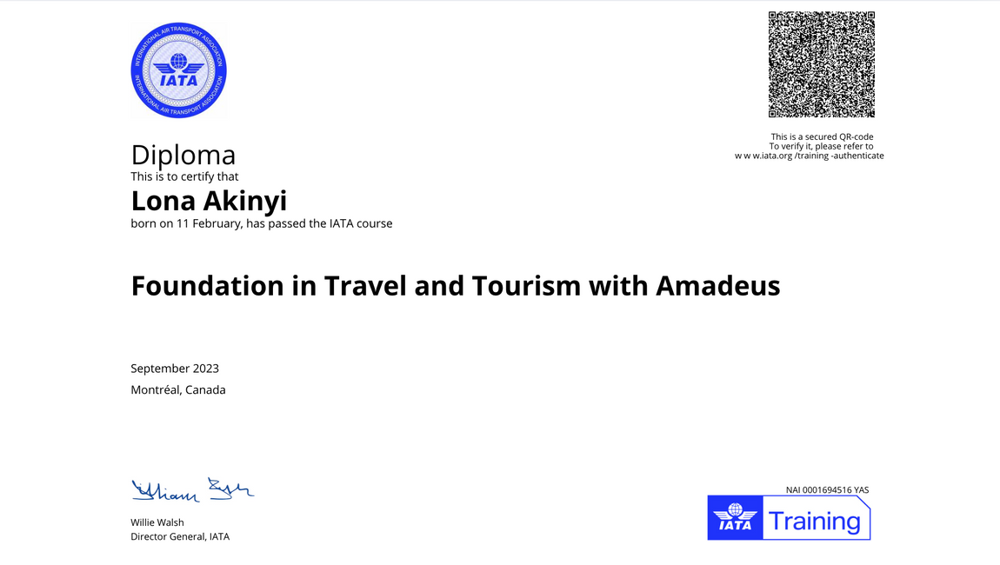 INTERNATIONAL AIR TRANSPORT ASSOCIATION
IATA
INTERNATIONAL AIR TRANSPORT ASSOCIATION
This is a secured QR-code
To verify it, please refer to
w w w.iata.org /training -authenticate
Diploma
This is to certify that
Lona Akinyi
born on 11 February, has passed the IATA course
Foundation in Travel and Tourism with Amadeus
September 2023
Montréal, Canada
Willie Walsh
Director General, IATA
NAI 0001694516 YAS
IATA
Training